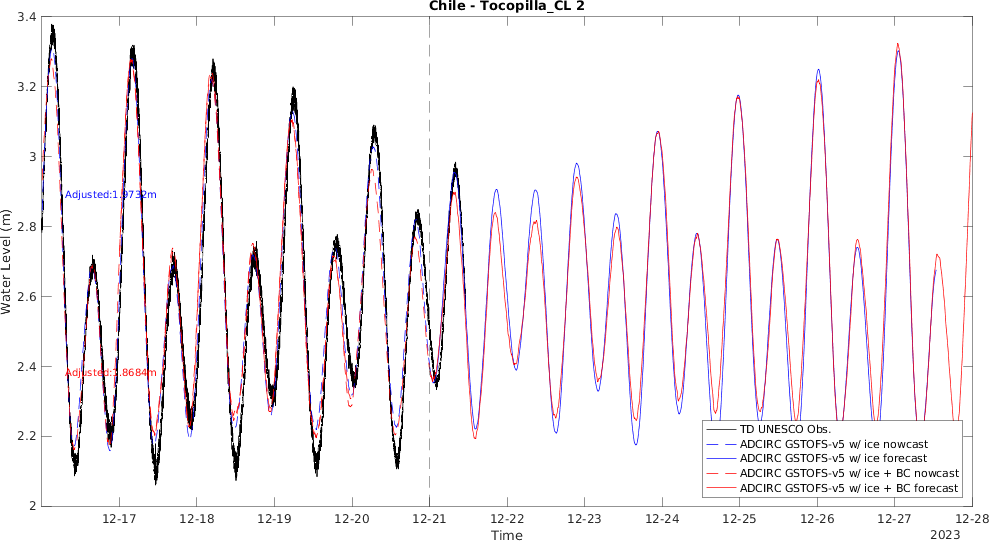 Chile - Tocopilla_CL 2
Water Level (m)
3.4
3.2
3
2.8
2.6
2.4
2.2
2
Adjusted:1.9732m
Adjusted:1.8684m
TD UNESCO Obs.
ADCIRC GSTOFS-v5 w/ ice nowcast
ADCIRC GSTOFS-v5 w/ ice forecast
ADCIRC GSTOFS-v5 w/ ice + BC nowcast
ADCIRC GSTOFS-v5 w/ ice + BC forecast
12-17 12-18 12-19 12-20 12-21 12-22 12-23 12-24 12-25 12-26 12-27 12-28
Time
2023